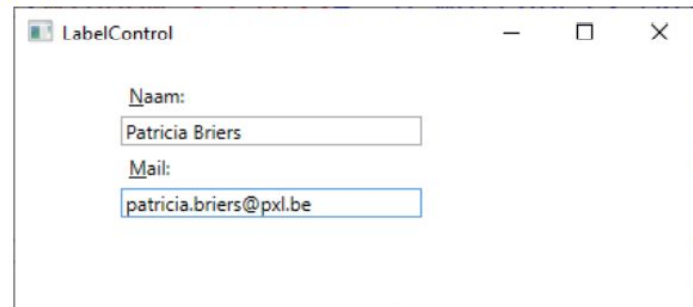 LabelControl
Naam:
Patricia Briers
Mail:
patricia.briers@pxl.be